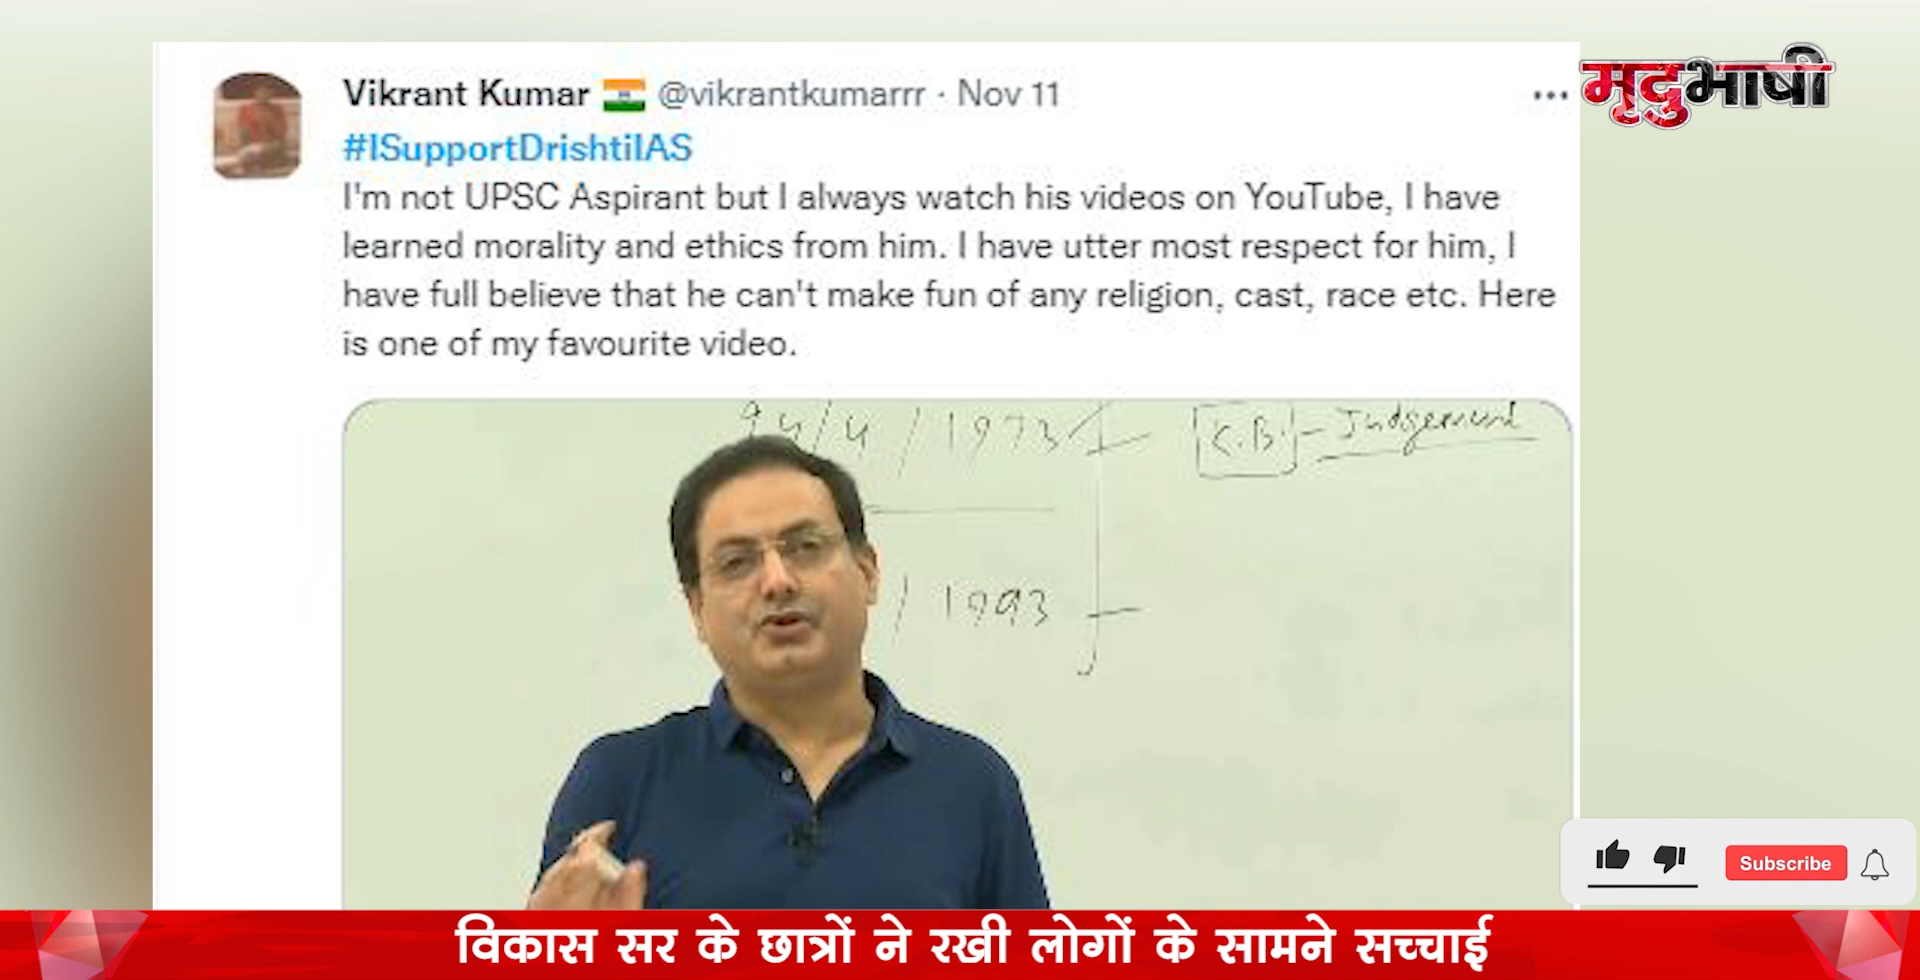 Vikrant Kumar 🇮🇳 @vikrantkumarrr · Nov 11
मृदुभाषी
#ISupportDrishtiIAS
I'm not UPSC Aspirant but I always watch his videos on YouTube, I have
learned morality and ethics from him. I have utter most respect for him, I
have full believe that he can't make fun of any religion, cast, race etc. Here
is one of my favourite video.
/4/1973 C.B. - Judgement
/ 1993
Subscribe
विकास सर के छात्रों ने रखी लोगों के सामने सच्चाई